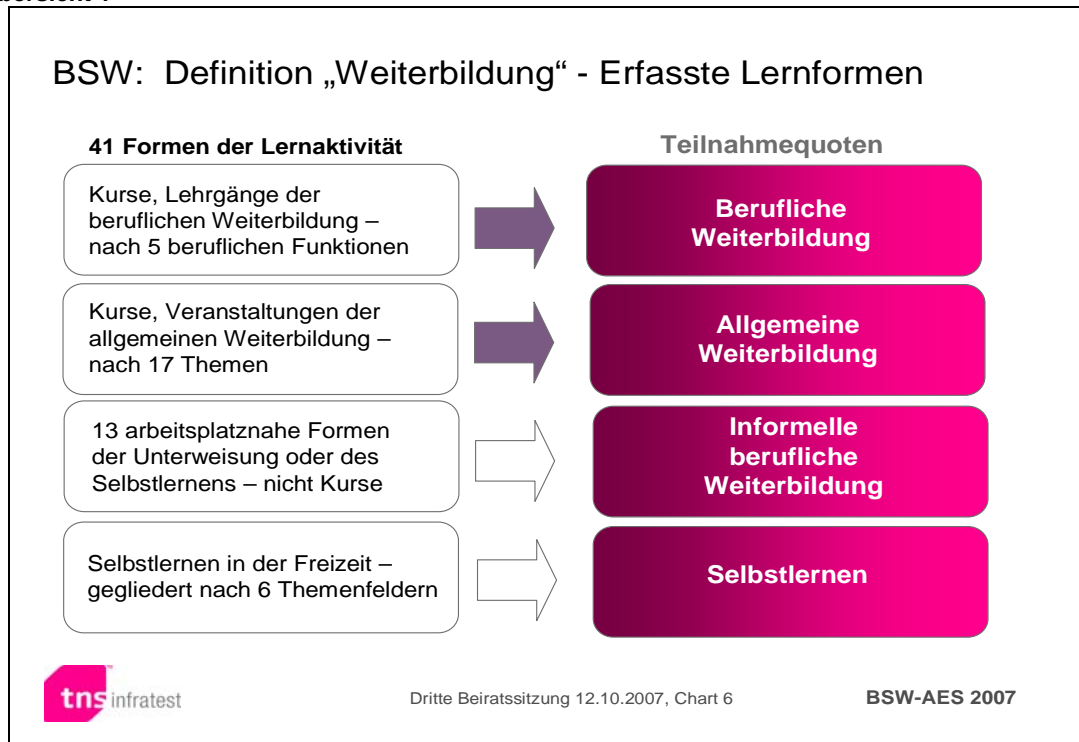 BSW: Definition „Weiterbildung“ - Erfasste Lernformen
41 Formen der Lernaktivität
Teilnahmequoten
Kurse, Lehrgänge der
beruflichen Weiterbildung –
nach 5 beruflichen Funktionen
Berufliche
Weiterbildung
Kurse, Veranstaltungen der
allgemeinen Weiterbildung –
nach 17 Themen
Allgemeine
Weiterbildung
13 arbeitsplatznahe Formen
der Unterweisung oder des
Selbstlernens – nicht Kurse
Informelle
berufliche
Weiterbildung
Selbstlernen in der Freizeit –
gegliedert nach 6 Themenfeldern
Selbstlernen
tns infratest
Dritte Beiratssitzung 12.10.2007, Chart 6
BSW-AES 2007